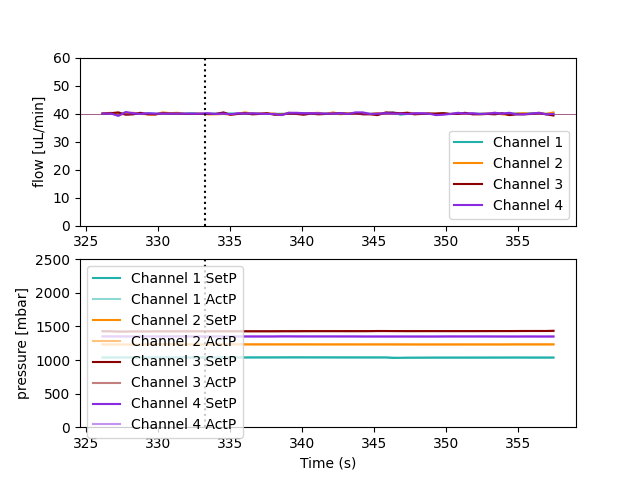 60
50
40
30
20
10
0
flow [uL/min]
Channel 1
Channel 2
Channel 3
Channel 4
325 330 335 340 345 350 355
2500
2000
1500
1000
500
0
pressure [mbar]
Channel 1 SetP
Channel 1 ActP
Channel 2 SetP
Channel 2 ActP
Channel 3 SetP
Channel 3 ActP
Channel 4 SetP
Channel 4 ActP
325 330 335 340 345 350 355
Time (s)